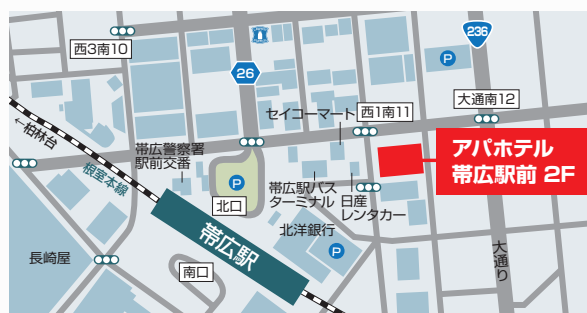 西3南10
26
P
236
セイコーマート
西1南11
大通南12
←柏林台
帯広警察署
駅前交番
アパホテル
帯広駅前 2F
根室本線
P
北口
帯広駅バス
ターミナル
日産
レンタカー
帯広駅
北洋銀行
P
大通り
長崎屋
南口